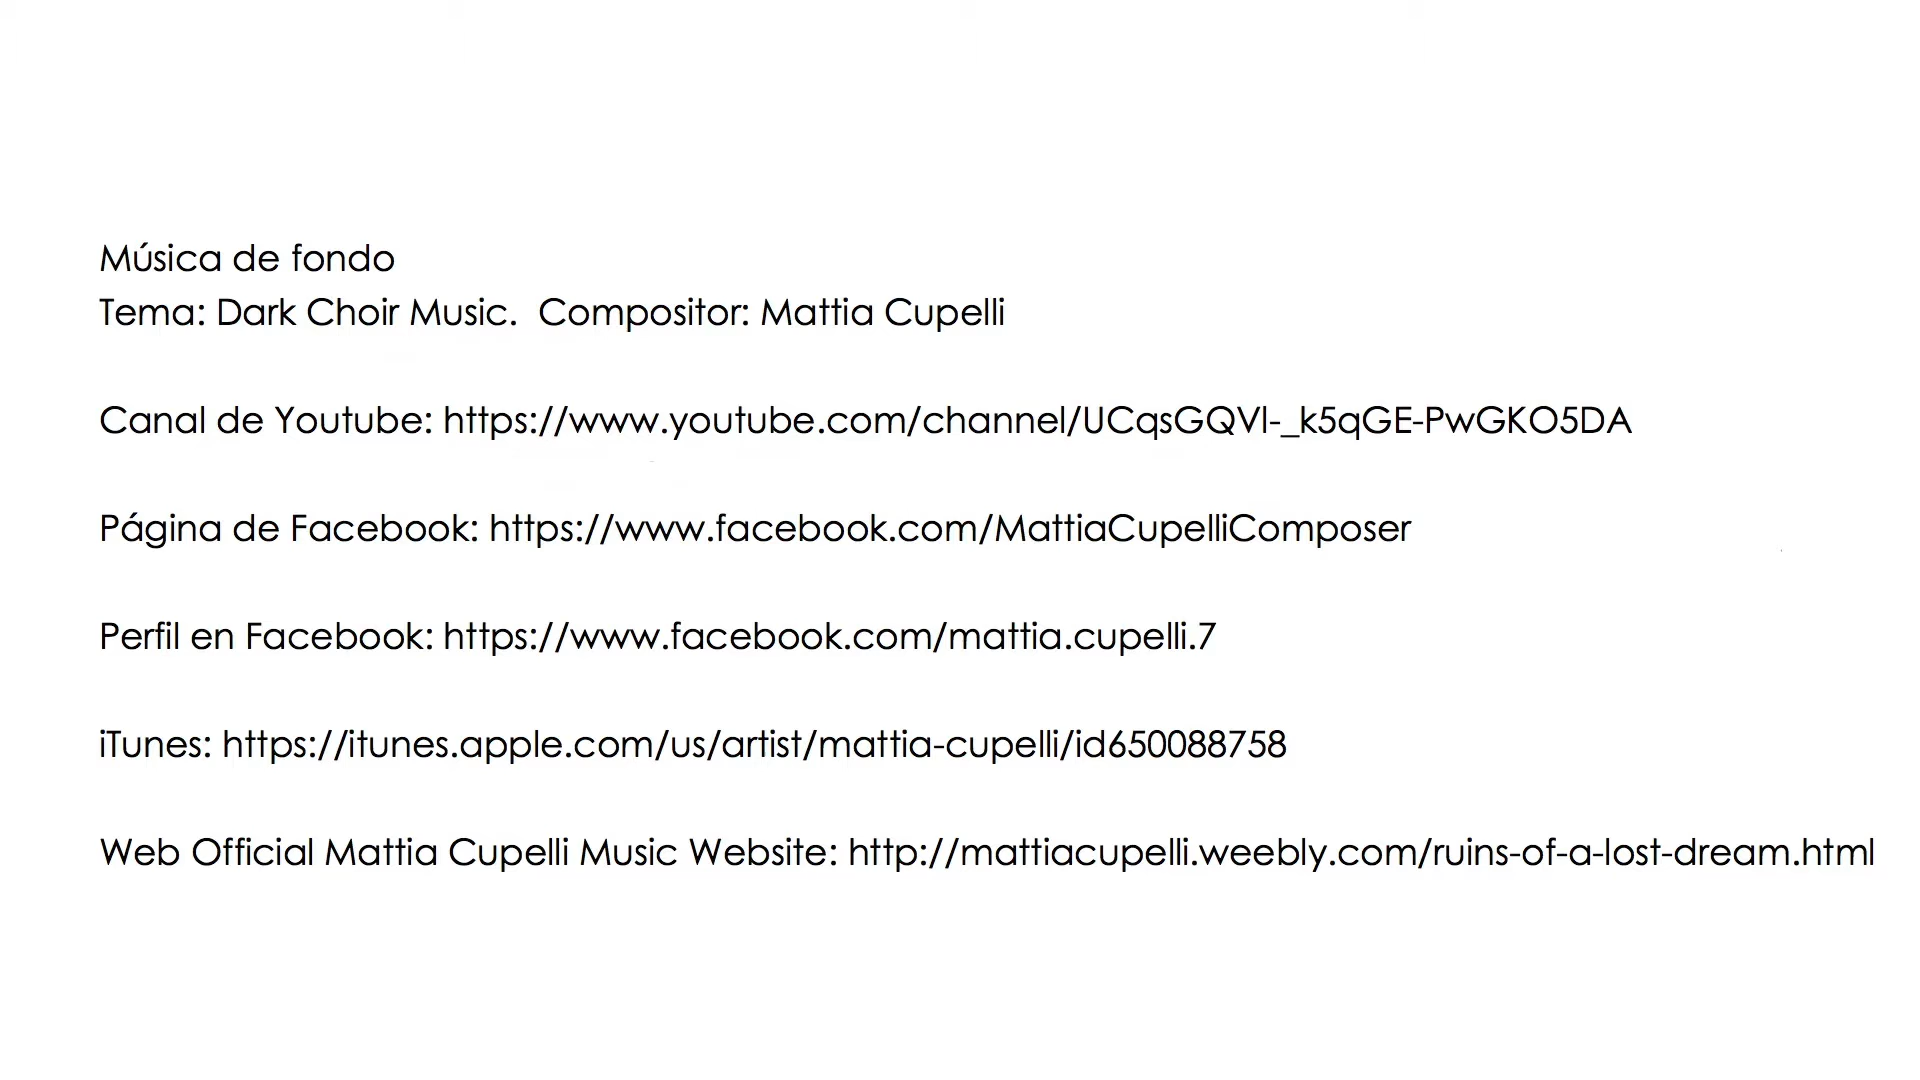 Música de fondo
Tema: Dark Choir Music.  Compositor: Mattia Cupelli
Canal de Youtube: https://www.youtube.com/channel/UCqsGQVl-_k5qGE-PwGKO5DA
Página de Facebook: https://www.facebook.com/MattiaCupelliComposer
Perfil en Facebook: https://www.facebook.com/mattia.cupelli.7
iTunes: https://itunes.apple.com/us/artist/mattia-cupelli/id650088758
Web Official Mattia Cupelli Music Website: http://mattiacupelli.weebly.com/ruins-of-a-lost-dream.html